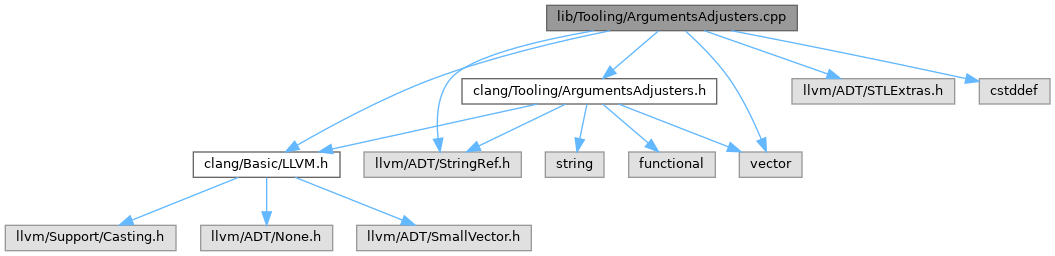 lib/Tooling/ArgumentsAdjusters.cpp
clang/Tooling/ArgumentsAdjusters.h
llvm/ADT/STLExtras.h
cstddef
clang/Basic/LLVM.h
llvm/ADT/StringRef.h
string
functional
vector
llvm/Support/Casting.h
llvm/ADT/None.h
llvm/ADT/SmallVector.h